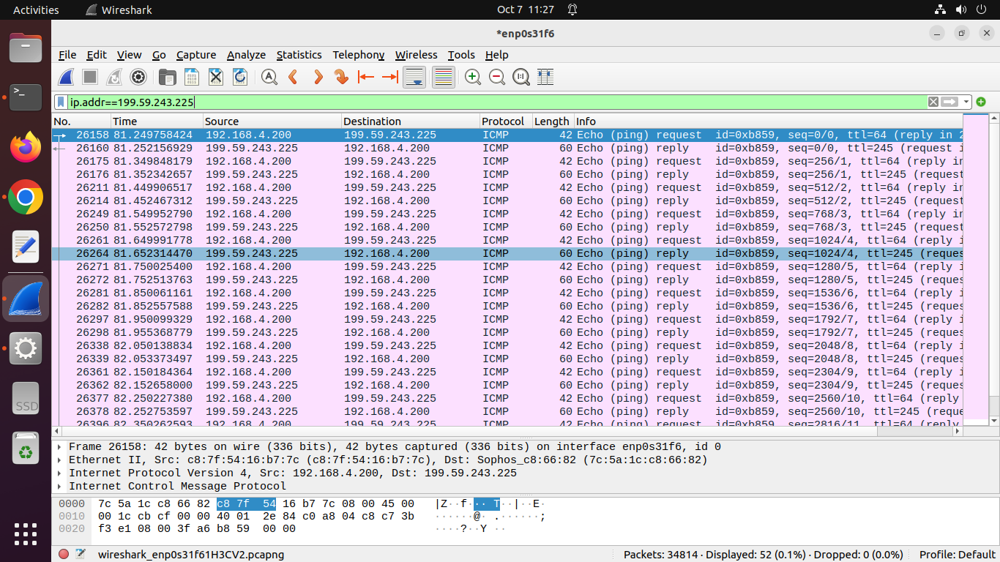 Activities Wireshark Oct 7 11:27
*enp0s31f6
File Edit View Go Capture Analyze Statistics Telephony Wireless Tools Help
ip.addr==199.59.243.225
No. Time Source Destination Protocol Length Info
26158 81.249758424 192.168.4.200 199.59.243.225 ICMP 42 Echo (ping) request id=0xb859, seq=0/0, ttl=64 (reply in 2
26160 81.252156929 199.59.243.225 192.168.4.200 ICMP 60 Echo (ping) reply id=0xb859, seq=0/0, ttl=245 (request i
26175 81.349848179 192.168.4.200 199.59.243.225 ICMP 42 Echo (ping) request id=0xb859, seq=256/1, ttl=64 (reply in
26176 81.352342657 199.59.243.225 192.168.4.200 ICMP 60 Echo (ping) reply id=0xb859, seq=256/1, ttl=245 (request
26211 81.449906517 192.168.4.200 199.59.243.225 ICMP 42 Echo (ping) request id=0xb859, seq=512/2, ttl=64 (reply in
26214 81.452467312 199.59.243.225 192.168.4.200 ICMP 60 Echo (ping) reply id=0xb859, seq=512/2, ttl=245 (request
26249 81.549952790 192.168.4.200 199.59.243.225 ICMP 42 Echo (ping) request id=0xb859, seq=768/3, ttl=64 (reply in
26250 81.552572798 199.59.243.225 192.168.4.200 ICMP 60 Echo (ping) reply id=0xb859, seq=768/3, ttl=245 (request
26261 81.649991778 192.168.4.200 199.59.243.225 ICMP 42 Echo (ping) request id=0xb859, seq=1024/4, ttl=64 (reply i
26264 81.652314470 199.59.243.225 192.168.4.200 ICMP 60 Echo (ping) reply id=0xb859, seq=1024/4, ttl=245 (reques
26271 81.750025400 192.168.4.200 199.59.243.225 ICMP 42 Echo (ping) request id=0xb859, seq=1280/5, ttl=64 (reply i
26272 81.752513763 199.59.243.225 192.168.4.200 ICMP 60 Echo (ping) reply id=0xb859, seq=1280/5, ttl=245 (reques
26281 81.850061161 192.168.4.200 199.59.243.225 ICMP 42 Echo (ping) request id=0xb859, seq=1536/6, ttl=64 (reply i
26282 81.852557588 199.59.243.225 192.168.4.200 ICMP 60 Echo (ping) reply id=0xb859, seq=1536/6, ttl=245 (reques
26297 81.950099329 192.168.4.200 199.59.243.225 ICMP 42 Echo (ping) request id=0xb859, seq=1792/7, ttl=64 (reply i
26298 81.955368779 199.59.243.225 192.168.4.200 ICMP 60 Echo (ping) reply id=0xb859, seq=1792/7, ttl=245 (reques
26338 82.050138834 192.168.4.200 199.59.243.225 ICMP 42 Echo (ping) request id=0xb859, seq=2048/8, ttl=64 (reply i
26339 82.053373497 199.59.243.225 192.168.4.200 ICMP 60 Echo (ping) reply id=0xb859, seq=2048/8, ttl=245 (reques
26361 82.150184364 192.168.4.200 199.59.243.225 ICMP 42 Echo (ping) request id=0xb859, seq=2304/9, ttl=64 (reply i
26362 82.152658000 199.59.243.225 192.168.4.200 ICMP 60 Echo (ping) reply id=0xb859, seq=2304/9, ttl=245 (reques
26377 82.250227380 192.168.4.200 199.59.243.225 ICMP 42 Echo (ping) request id=0xb859, seq=2560/10, ttl=64 (reply
26378 82.252753597 199.59.243.225 192.168.4.200 ICMP 60 Echo (ping) reply id=0xb859, seq=2560/10, ttl=245 (reque
26396 82.350262593 192.168.4.200 199.59.243.225 ICMP 42 Echo (ping) request id=0xb859, seq=2816/11, ttl=64 (reply
Frame 26158: 42 bytes on wire (336 bits), 42 bytes captured (336 bits) on interface enp0s31f6, id 0
Ethernet II, Src: c8:7f:54:16:b7:7c (c8:7f:54:16:b7:7c), Dst: Sophos_c8:66:82 (7c:5a:1c:c8:66:82)
Internet Protocol Version 4, Src: 192.168.4.200, Dst: 199.59.243.225
Internet Control Message Protocol
0000 7c 5a 1c c8 66 82 c8 7f 54 16 b7 7c 08 00 45 00 |Z··f···T··|··E·
0010 00 1c cb cf 00 00 40 01 2e 84 c0 a8 04 c8 c7 3b ······@· .······;
0020 f3 e1 08 00 3f a6 b8 59 00 00 ····?··Y ··
SSD
wireshark_enp0s31f61H3CV2.pcapng Packets: 34814 · Displayed: 52 (0.1%) · Dropped: 0 (0.0%) Profile: Default